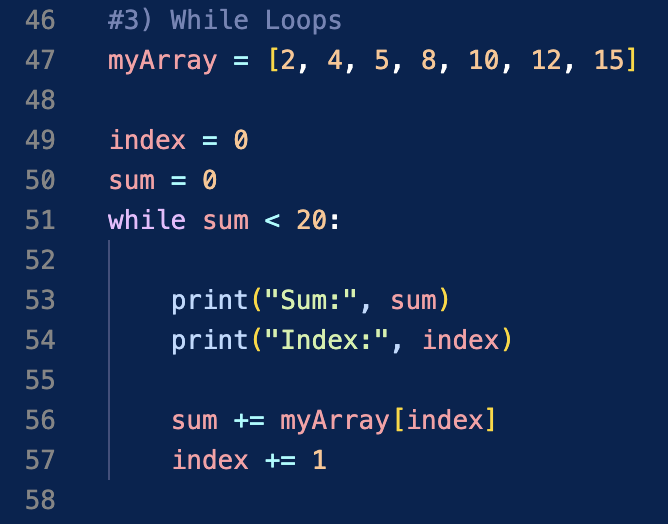 46 #3) While Loops
47 myArray = [2, 4, 5, 8, 10, 12, 15]
48
49 index = 0
50 sum = 0
51 while sum < 20:
52
53 print("Sum:", sum)
54 print("Index:", index)
55
56 sum += myArray[index]
57 index += 1
58